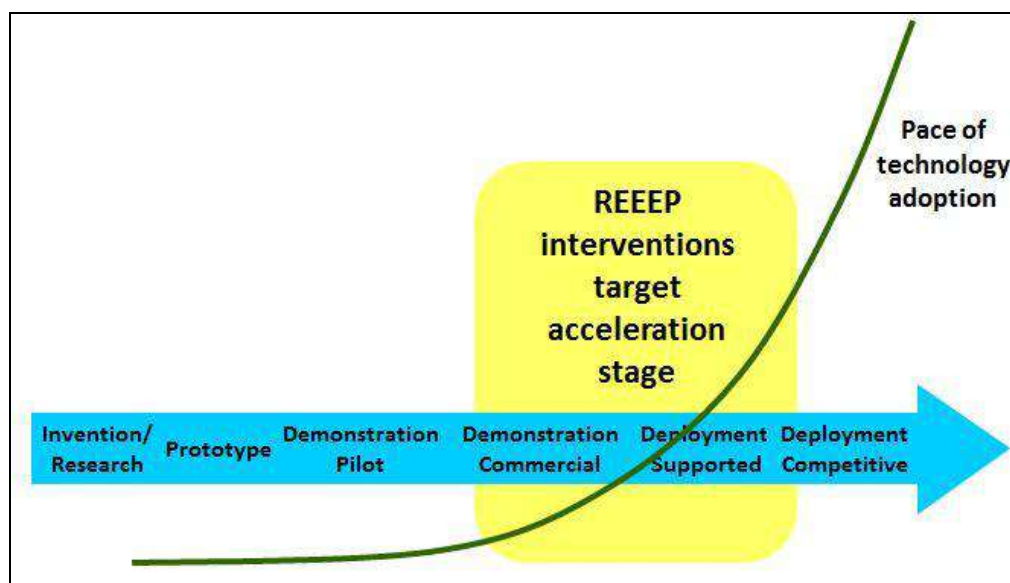 Pace of
technology
adoption
REEEP
interventions
target
acceleration
stage
Invention/
Research
Prototype
Demonstration
Pilot
Demonstration
Commercial
Deployment
Supported
Deployment
Competitive